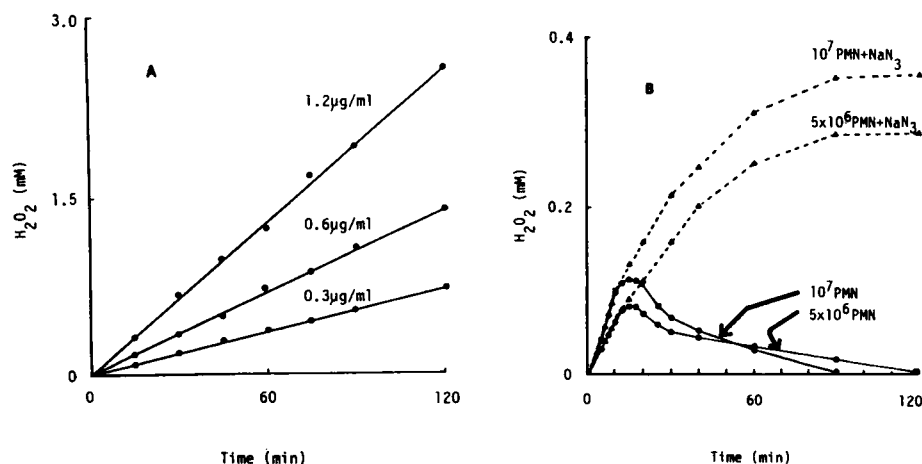 3.0
A
1.2µg/ml
1.5
0.6µg/ml
0.3µg/ml
0
H₂O₂ (mM)
0
60
120
Time (min)
0.4
10⁷PMN+NaN₃
B
5x10⁶PMN+NaN₃
0.2
10⁷PMN
5x10⁶PMN
0
H₂O₂ (mM)
0
60
120
Time (min)